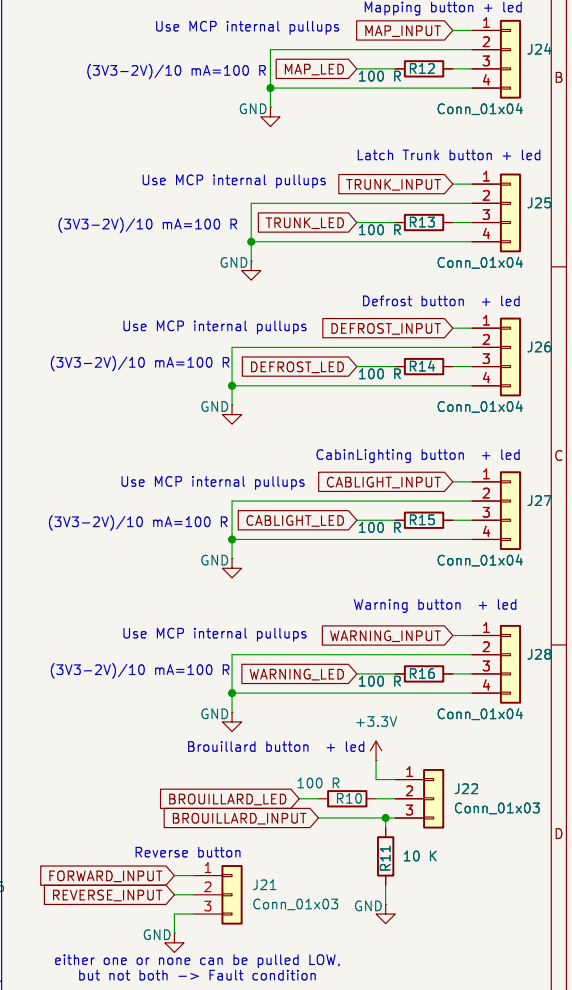 Mapping button + led
Use MCP internal pullups
MAP_INPUT
1
2
J24
(3V3-2V)/10 mA=100 R
MAP_LED
100 R
R12
3
4
B
GND
Conn_01x04
Latch Trunk button + led
Use MCP internal pullups
TRUNK_INPUT
1
2
J25
(3V3-2V)/10 mA=100 R
TRUNK_LED
100 R
R13
3
4
GND
Conn_01x04
Defrost button + led
Use MCP internal pullups
DEFROST_INPUT
1
2
J26
(3V3-2V)/10 mA=100 R
DEFROST_LED
100 R
R14
3
4
GND
Conn_01x04
CabinLighting button + led
C
Use MCP internal pullups
CABLIGHT_INPUT
1
2
J27
(3V3-2V)/10 mA=100 R
CABLIGHT_LED
100 R
R15
3
4
GND
Conn_01x04
Warning button + led
Use MCP internal pullups
WARNING_INPUT
1
2
J28
(3V3-2V)/10 mA=100 R
WARNING_LED
100 R
R16
3
4
GND
Conn_01x04
+3.3V
Brouillard button + led
1
J22
100 R
BROUILLARD_LED
R10
2
Conn_01x03
BROUILLARD_INPUT
3
D
R11
10 K
GND
Reverse button
FORWARD_INPUT
1
J21
REVERSE_INPUT
2
Conn_01x03
3
GND
either one or none can be pulled LOW,
but not both -> Fault condition